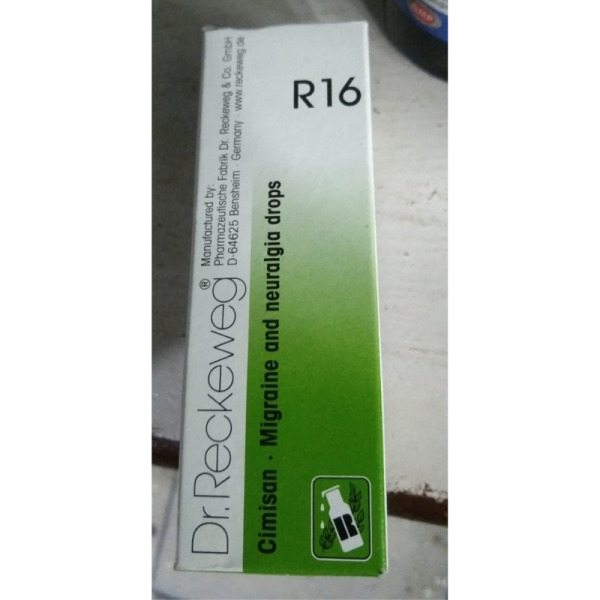 R16
Dr. Reckeweg®
Manufactured by:
Pharmazeutische Fabrik Dr. Reckeweg & Co. GmbH
D-64625 Bensheim · Germany · www.reckeweg.de
Cimisan · Migraine and neuralgia drops
R
GMP